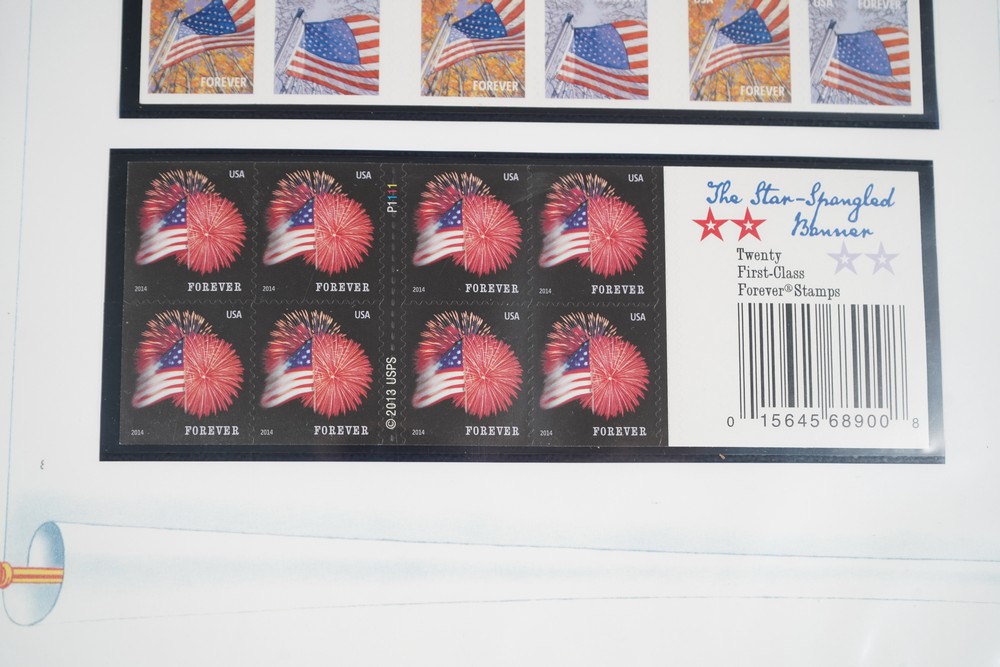 FOREVER
FOREVER
USA
FOREVER
USA
FOREVER
USA
USA
P1111
USA
USA
2014 FOREVER
2014 FOREVER
2014 FOREVER
2014 FOREVER
USA
USA
USA
USA
© 2013 USPS
2014 FOREVER
2014 FOREVER
2014 FOREVER
2014 FOREVER
The Star-Spangled
Banner
Twenty
First-Class
Forever® Stamps
0 15645 68900 8